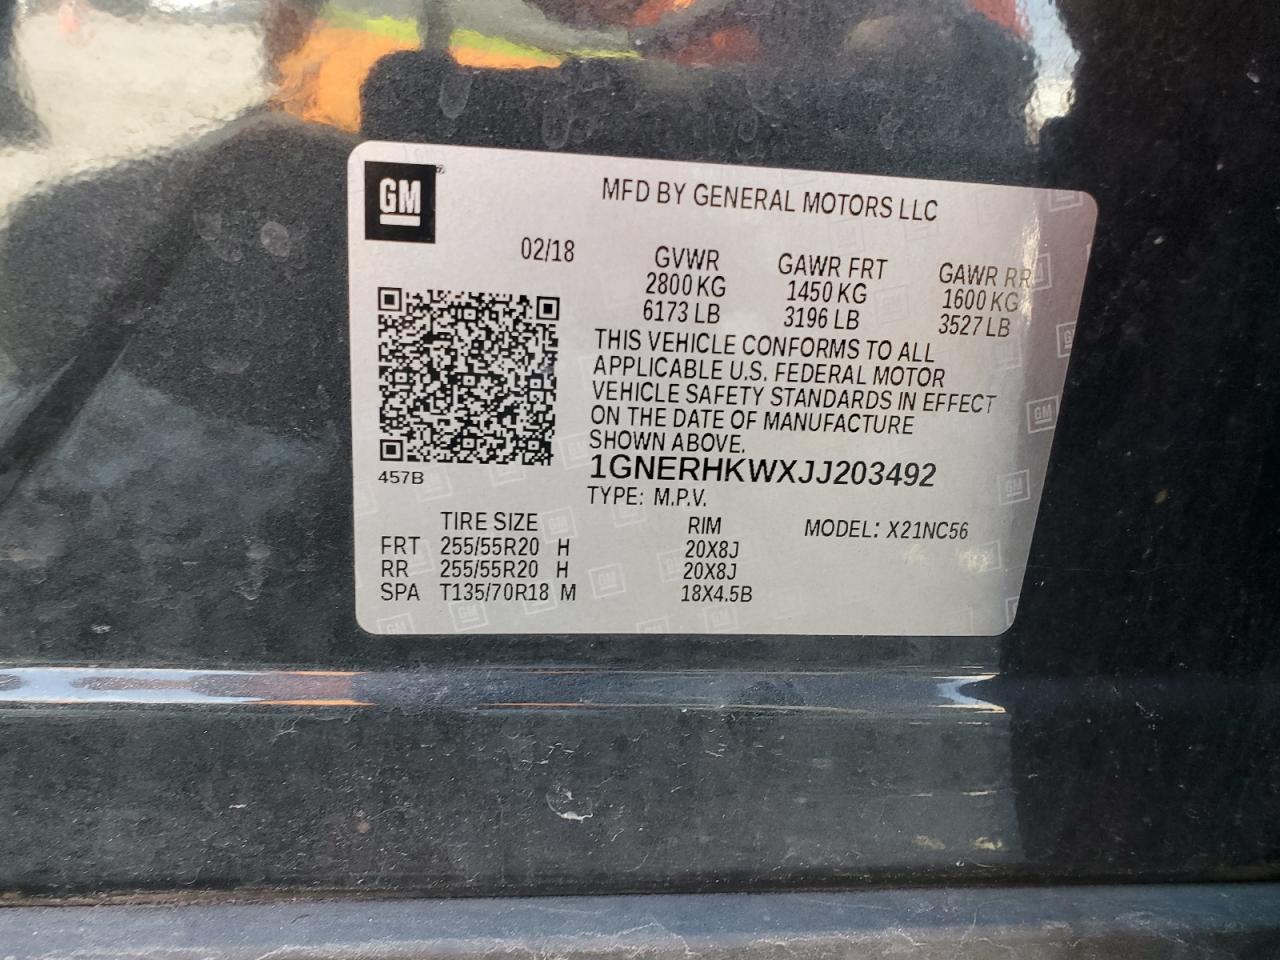 GM
MFD BY GENERAL MOTORS LLC
02/18 GVWR GAWR FRT GAWR RR
2800 KG 1450 KG 1600 KG
6173 LB 3196 LB 3527 LB
THIS VEHICLE CONFORMS TO ALL
APPLICABLE U.S. FEDERAL MOTOR
VEHICLE SAFETY STANDARDS IN EFFECT
ON THE DATE OF MANUFACTURE
SHOWN ABOVE.
457B
1GNERHKWXJJ203492
TYPE: M.P.V.
TIRE SIZE RIM MODEL: X21NC56
FRT 255/55R20 H 20X8J
RR 255/55R20 H 20X8J
SPA T135/70R18 M 18X4.5B